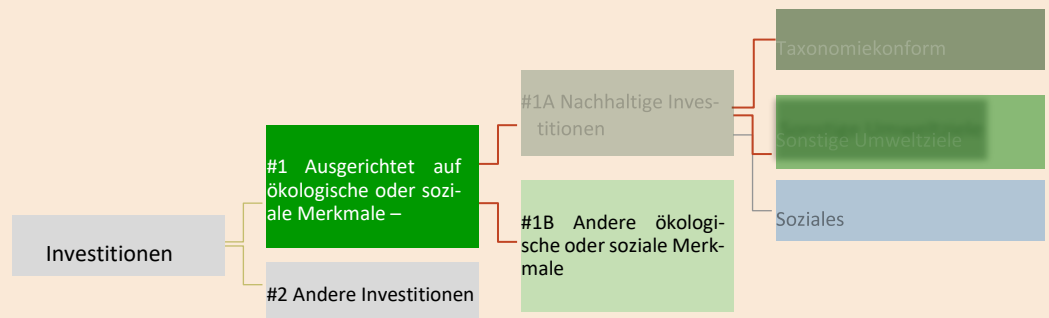 Investitionen
#1 Ausgerichtet auf
ökologische oder sozi-
ale Merkmale –
#2 Andere Investitionen
#1A Nachhaltige Inves-
titionen
#1B Andere ökologi-
sche oder soziale Merk-
male
Taxonomiekonform
Sonstige Umweltziele
Soziales